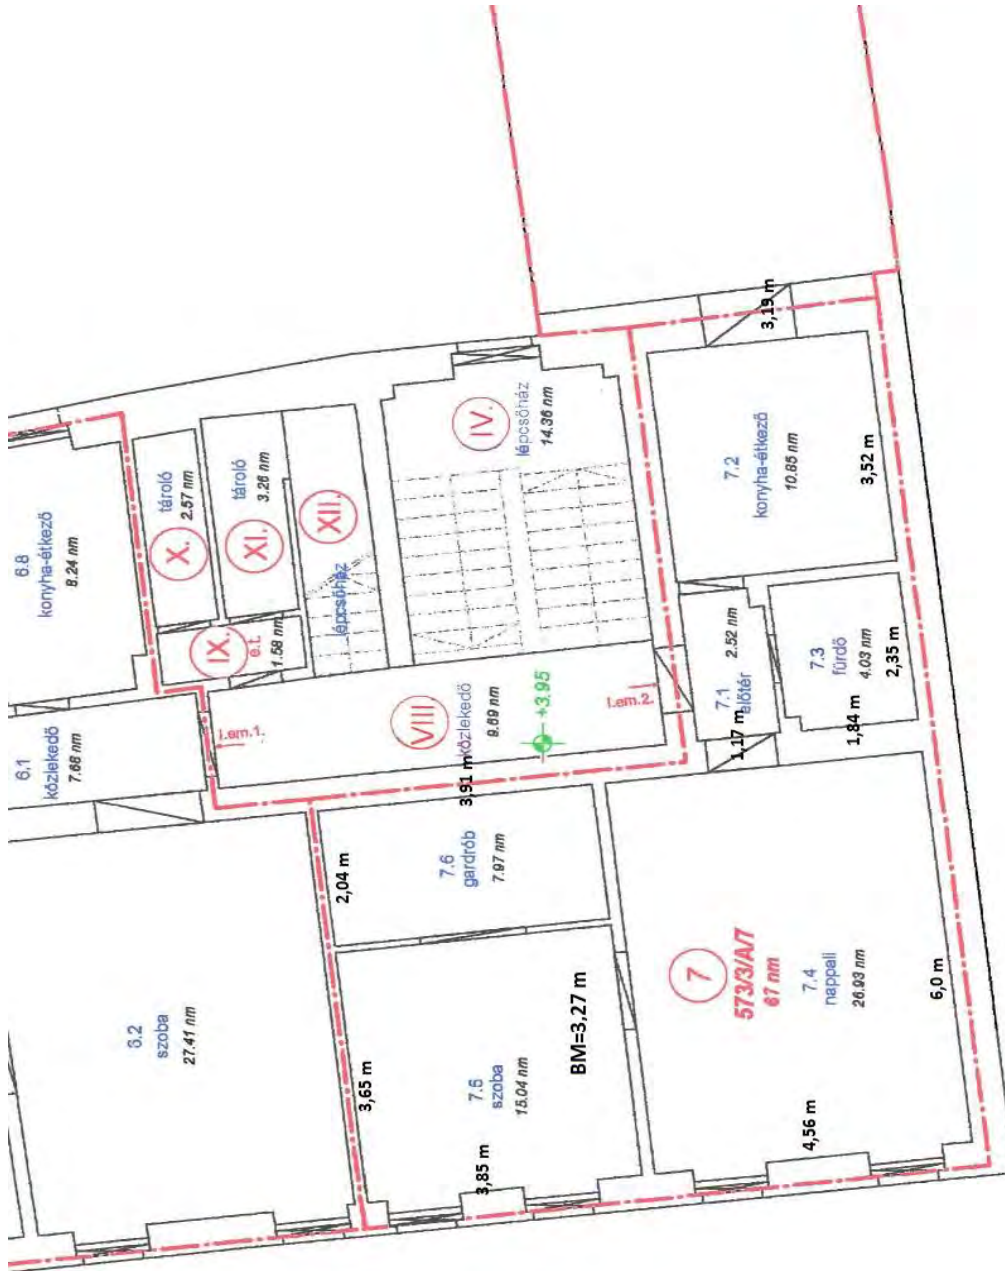 6.8
konyha-étkező
8.24 nm
X.
tároló
2.57 nm
XI.
tároló
3.26 nm
XII.
lépcsőház
IV.
lépcsőház
14.36 nm
3,19 m
7.2
konyha-étkező
10.85 nm
3,52 m
IX.
e.t.
1.58 nm
6.1
közlekedő
7.68 nm
I.em.1.
VIII.
közlekedő
9.69 nm
+3.95
I.em.2.
7.1
előtér
2.52 nm
1,17 m
7.3
fürdő
4.03 nm
2,35 m
1,84 m
3,91 m
7.6
gardrób
7.97 nm
2,04 m
6.2
szoba
27.41 nm
3,65 m
7.5
szoba
15.04 nm
3,85 m
BM=3,27 m
7
573/3/A/7
67 nm
7.4
nappali
26.93 nm
6,0 m
4,56 m